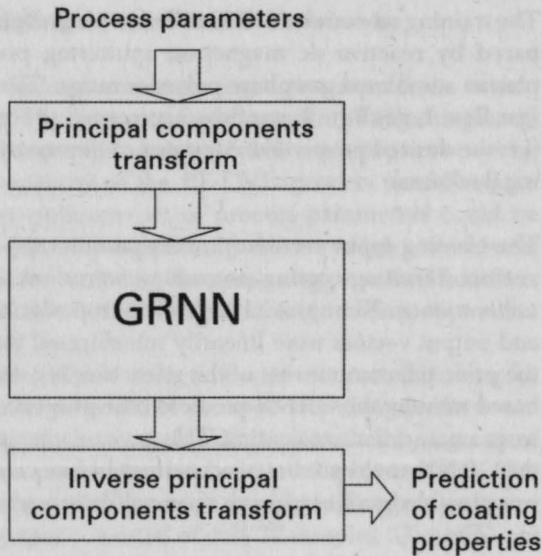 Process parameters
Principal components
transform
GRNN
Inverse principal
components transform
Prediction
of coating
properties